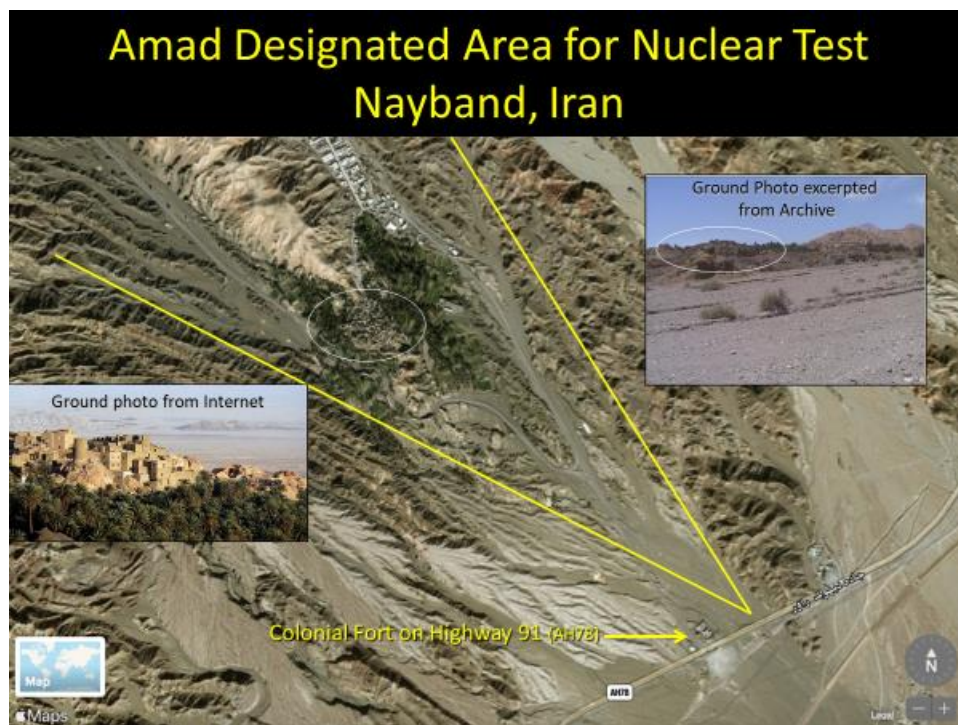 Amad Designated Area for Nuclear Test
Nayband, Iran
Ground Photo excerpted
from Archive
Ground photo from Internet
Colonial Fort on Highway 91 (AH78)
AH78
Map
Maps
Legal
N